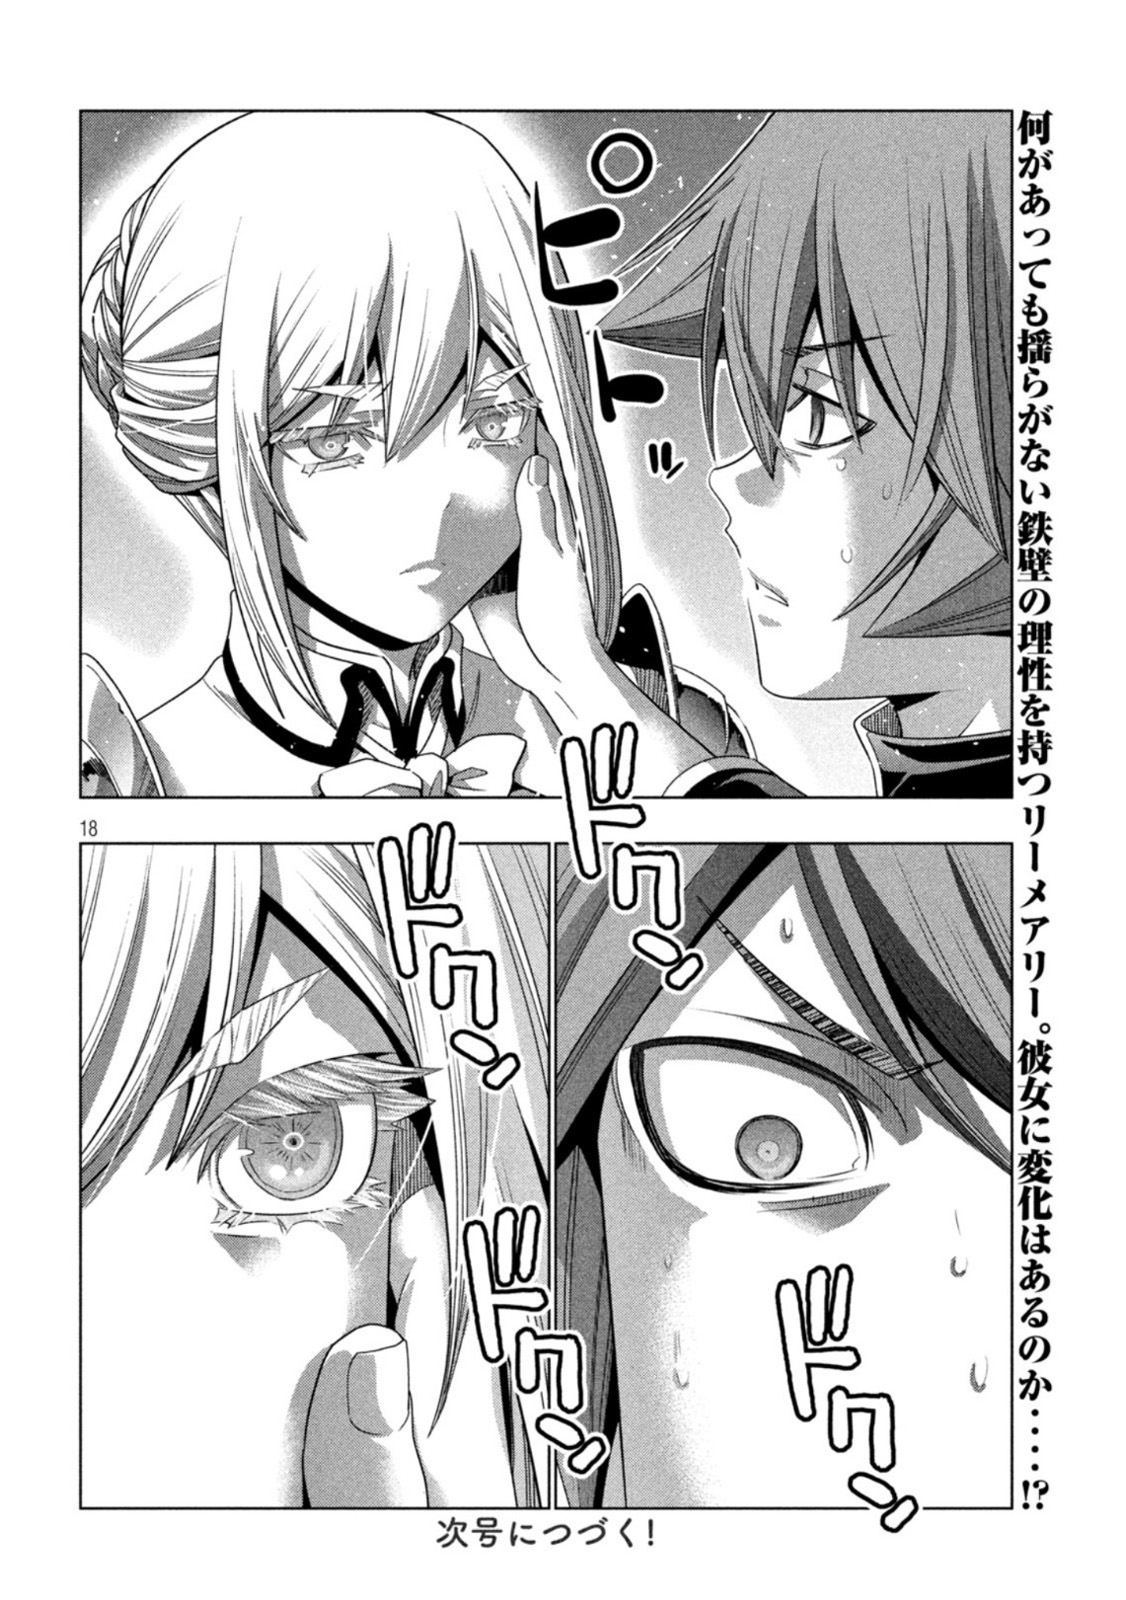 ピトッ
ドクン
ドクン
ドクン
ドクン
何があっても揺らがない鉄壁の理性を持つリーメアリー。彼女に変化はあるのか‥‥‥!?
18
次号につづく!